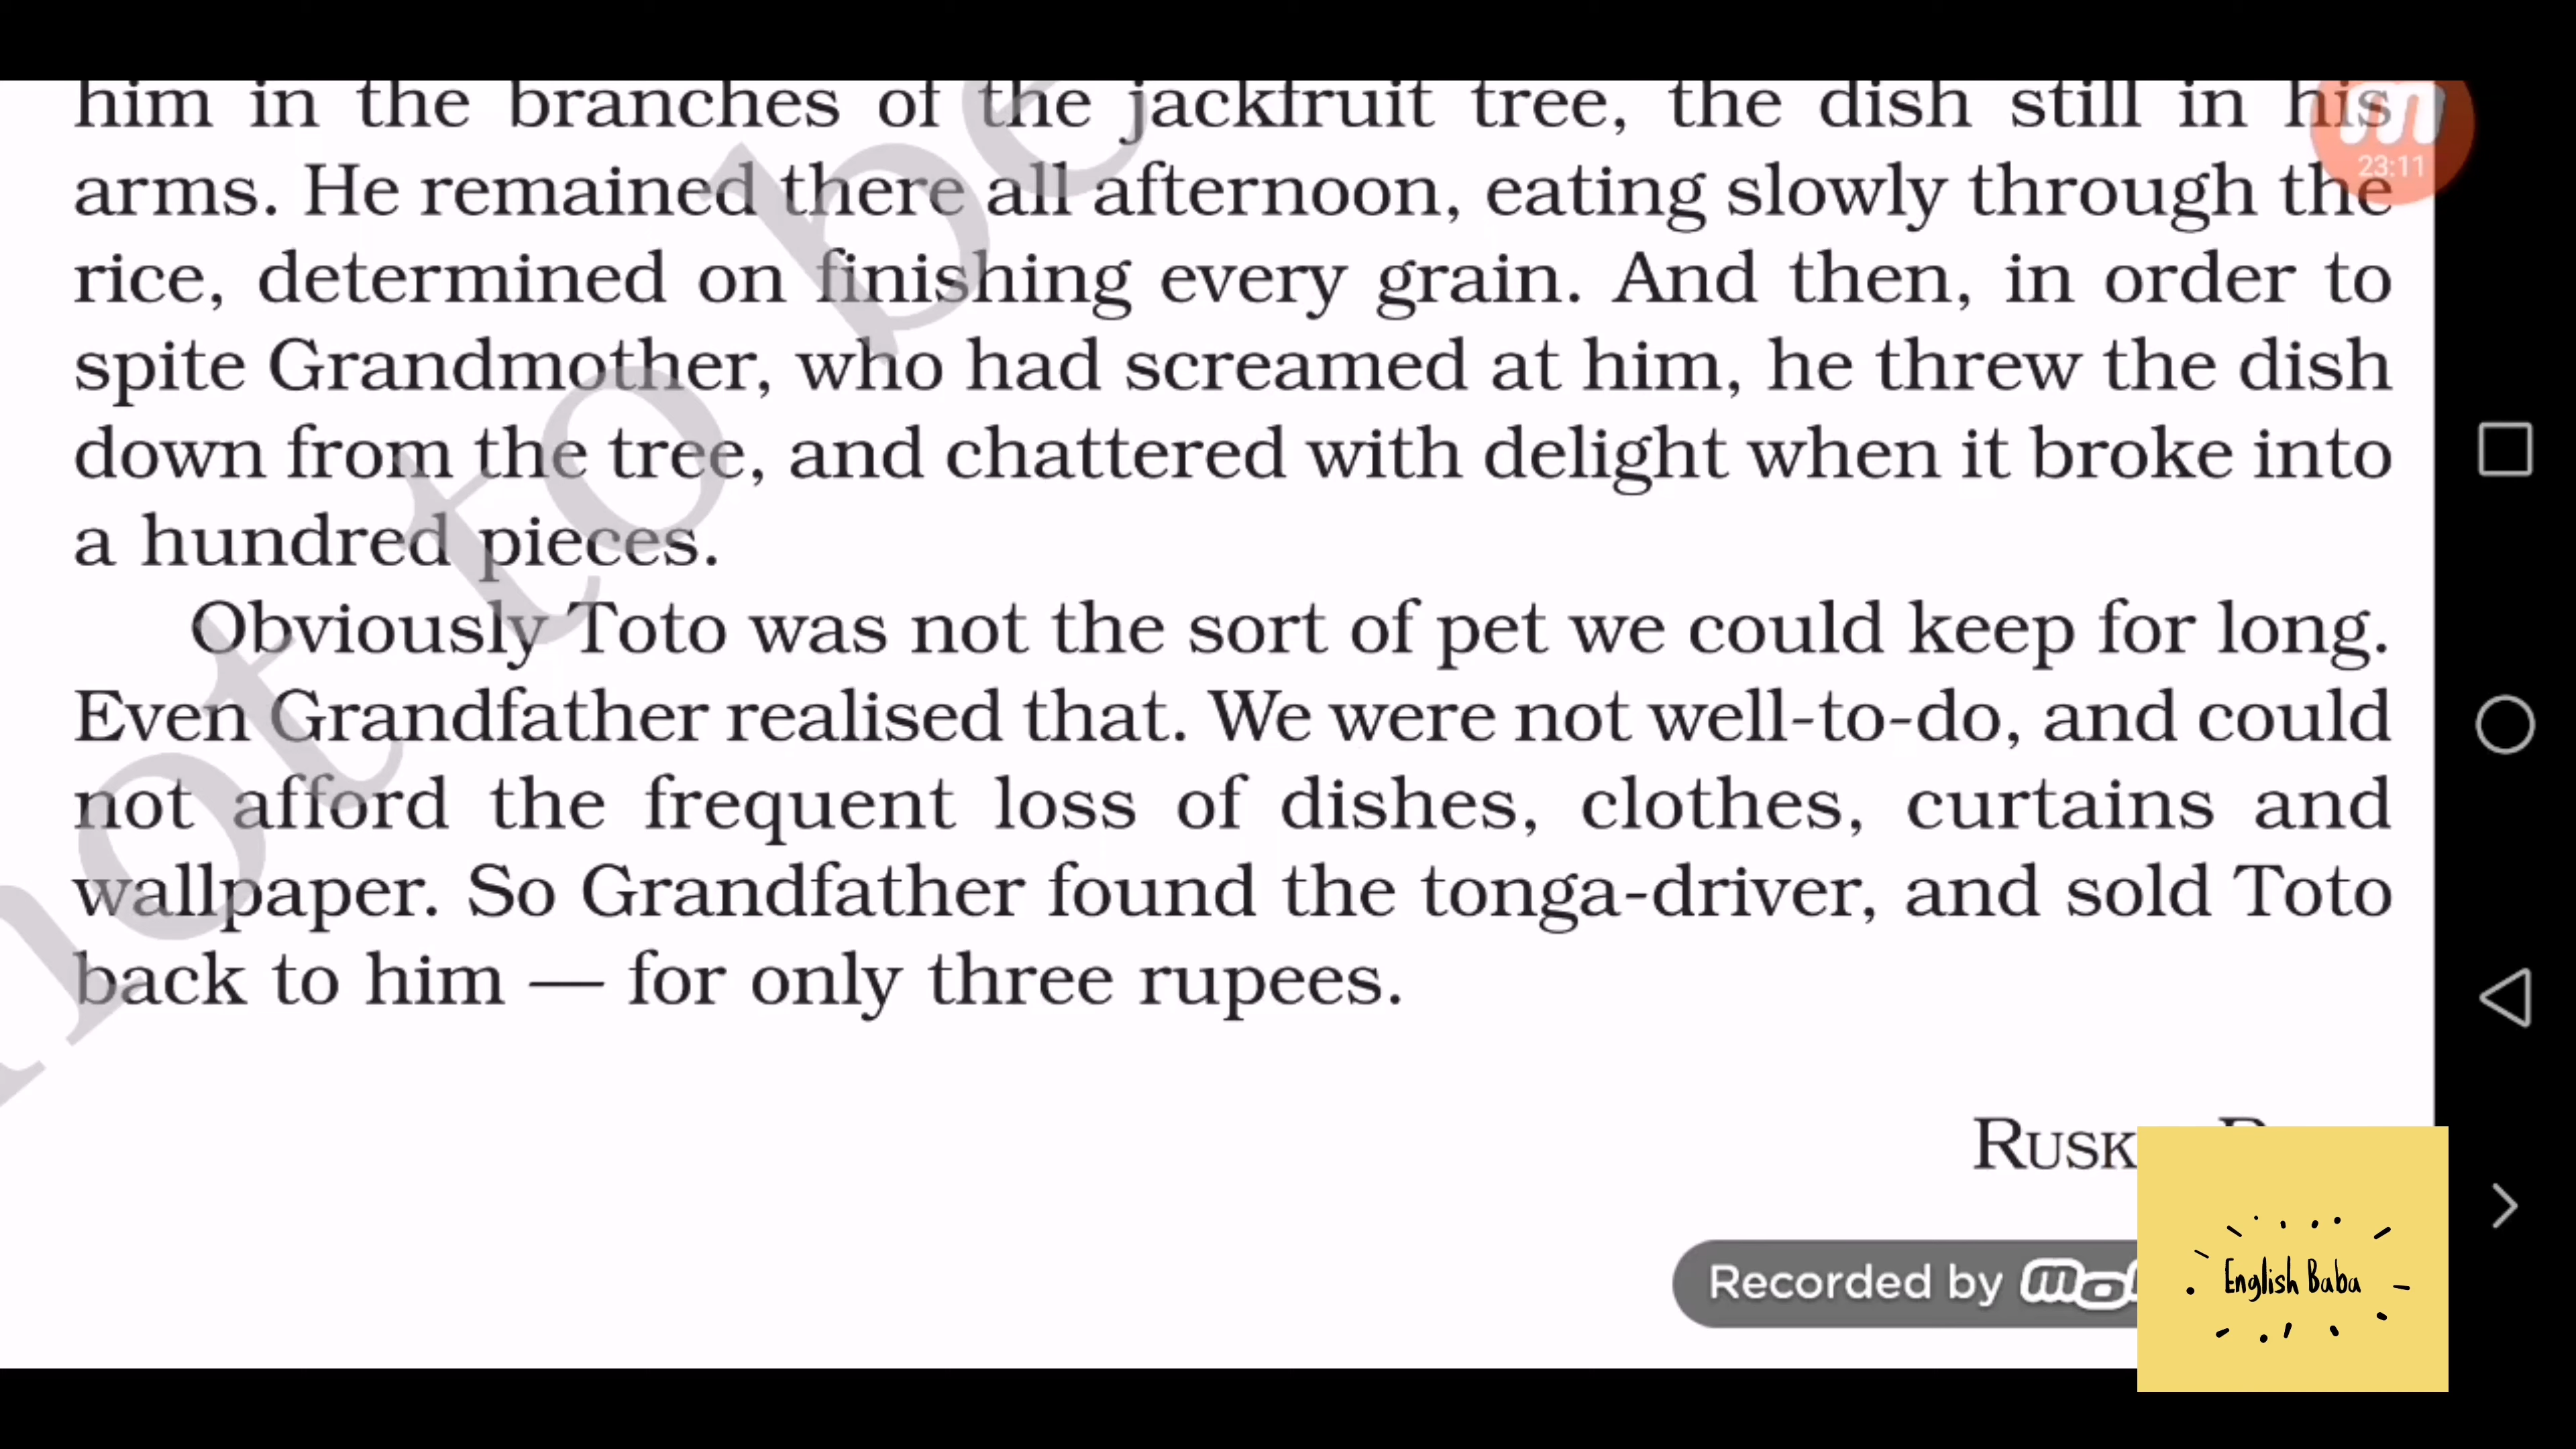 him in the branches of the jackfruit tree, the dish still in his
23:11
arms. He remained there all afternoon, eating slowly through the
rice, determined on finishing every grain. And then, in order to
spite Grandmother, who had screamed at him, he threw the dish
down from the tree, and chattered with delight when it broke into
a hundred pieces.
Obviously Toto was not the sort of pet we could keep for long.
Even Grandfather realised that. We were not well-to-do, and could
not afford the frequent loss of dishes, clothes, curtains and
wallpaper. So Grandfather found the tonga-driver, and sold Toto
back to him — for only three rupees.
not to be
Recorded by
English Baba